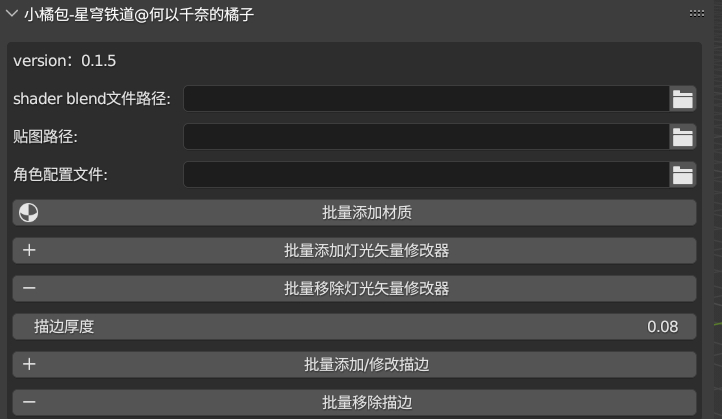 小橘包-星穹铁道@何以千奈的橘子
version：0.1.5
shader blend文件路径:
贴图路径:
角色配置文件:
批量添加材质
批量添加灯光矢量修改器
批量移除灯光矢量修改器
描边厚度 0.08
批量添加/修改描边
批量移除描边